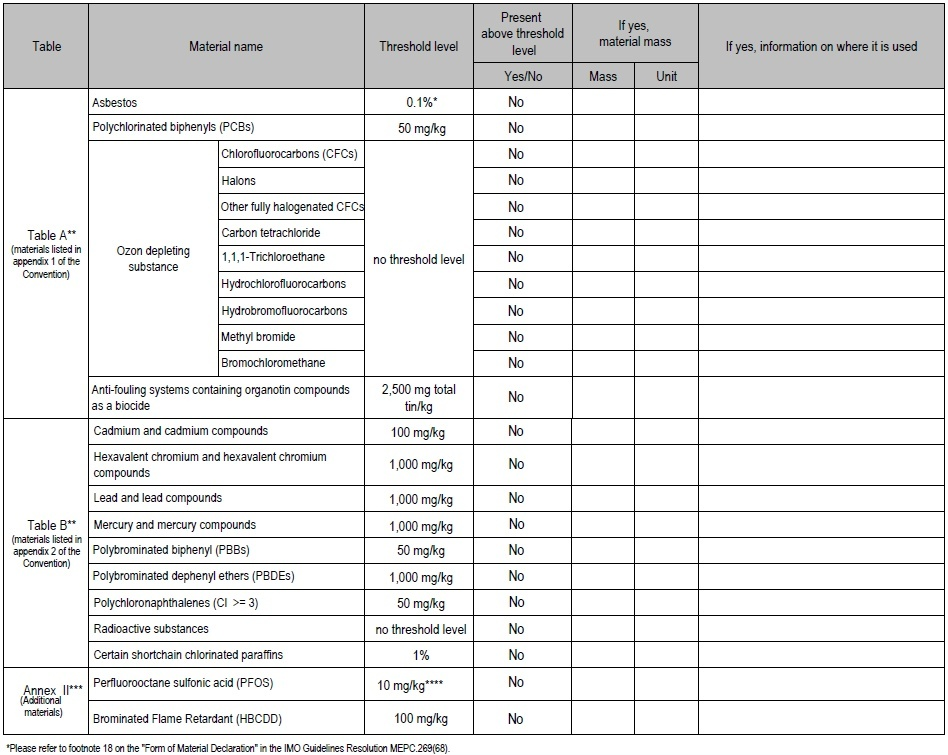 Table
Material name
Threshold level
Present
above threshold
level
If yes,
material mass
If yes, information on where it is used
Yes/No
Mass
Unit
Table A**
(materials listed in
appendix 1 of the
Convention)
Asbestos
0.1%*
No
Polychlorinated biphenyls (PCBs)
50 mg/kg
No
Ozon depleting
substance
no threshold level
Chlorofluorocarbons (CFCs)
No
Halons
No
Other fully halogenated CFCs
No
Carbon tetrachloride
No
1,1,1-Trichloroethane
No
Hydrochlorofluorocarbons
No
Hydrobromofluorocarbons
No
Methyl bromide
No
Bromochloromethane
No
Anti-fouling systems containing organotin compounds
as a biocide
2,500 mg total
tin/kg
No
Table B**
(materials listed in
appendix 2 of the
Convention)
Cadmium and cadmium compounds
100 mg/kg
No
Hexavalent chromium and hexavalent chromium
compounds
1,000 mg/kg
No
Lead and lead compounds
1,000 mg/kg
No
Mercury and mercury compounds
1,000 mg/kg
No
Polybrominated biphenyl (PBBs)
50 mg/kg
No
Polybrominated dephenyl ethers (PBDEs)
1,000 mg/kg
No
Polychloronaphthalenes (Cl >= 3)
50 mg/kg
No
Radioactive substances
no threshold level
No
Certain shortchain chlorinated paraffins
1%
No
Annex II***
(Additional
materials)
Perfluorooctane sulfonic acid (PFOS)
10 mg/kg****
No
Brominated Flame Retardant (HBCDD)
100 mg/kg
No
*Please refer to footnote 18 on the "Form of Material Declaration" in the IMO Guidelines Resolution MEPC.269(68).